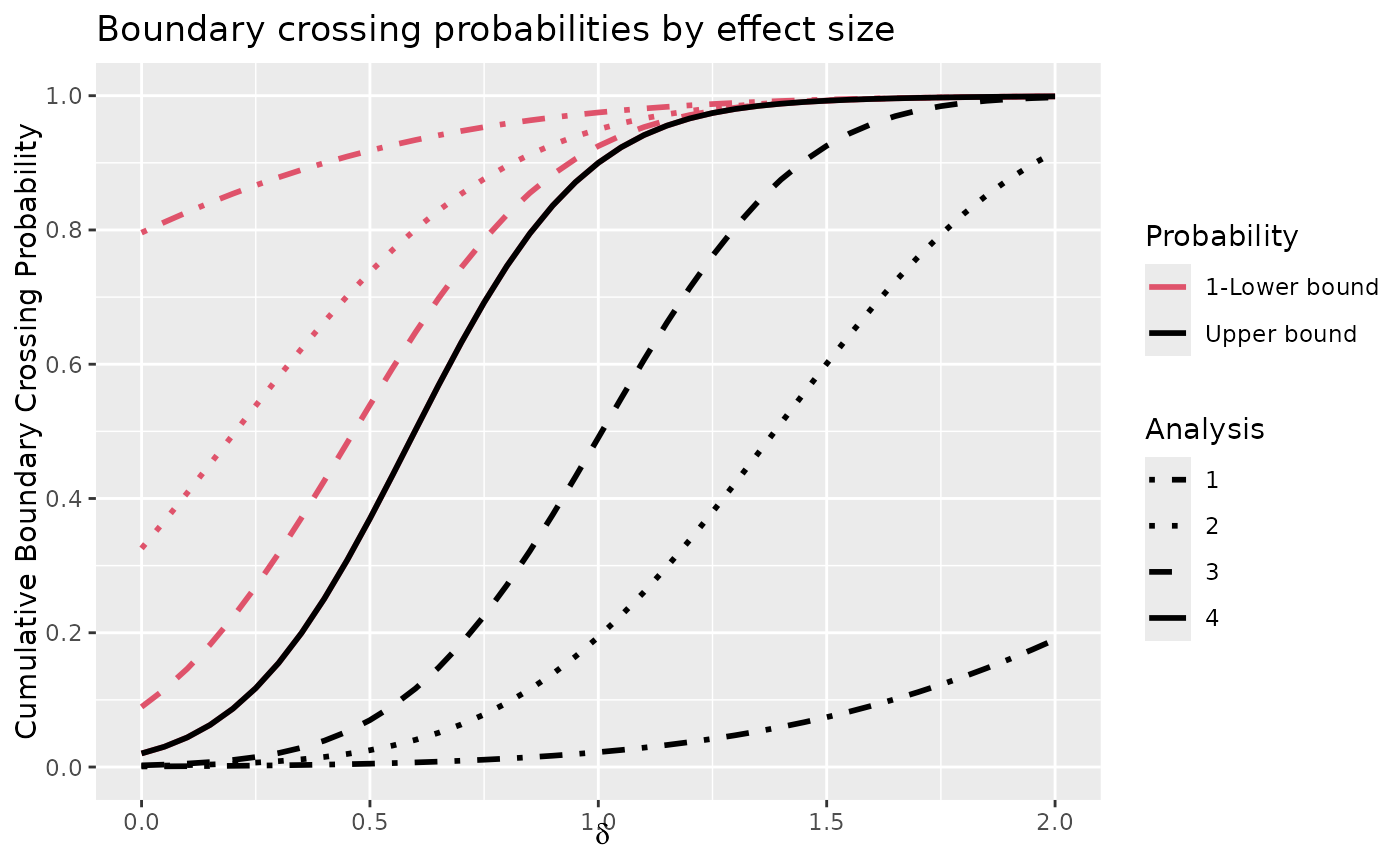 Boundary crossing probabilities by effect size
Cumulative Boundary Crossing Probability
1.0
0.8
0.6
0.4
0.2
0.0
0.0 0.5 1.0 1.5 2.0
δ
Probability
1-Lower bound
Upper bound
Analysis
1
2
3
4